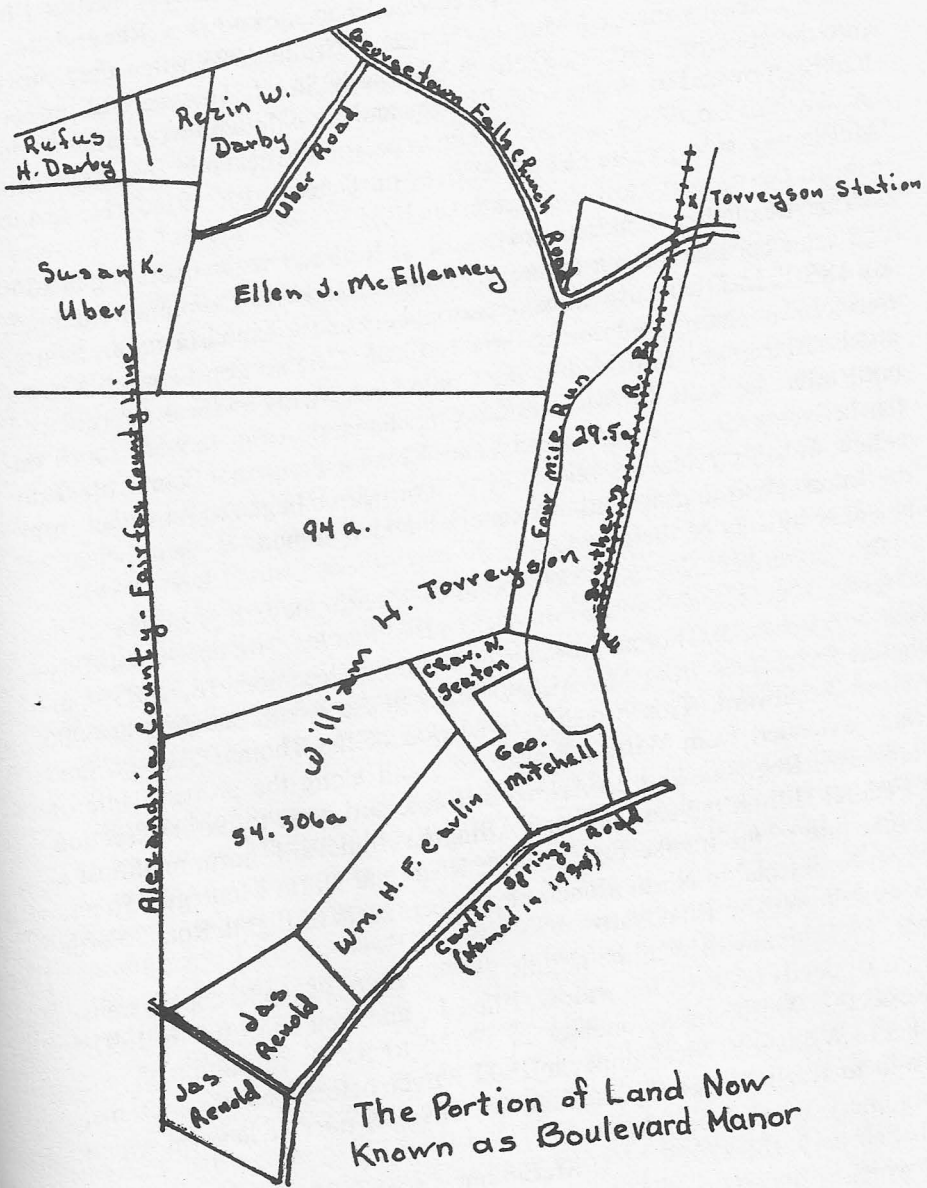 Georgetown Falls Church Road
Rufus
H. Darby
Rezin W.
Darby
Uber Road
x Torreyson Station
Susan K.
Uber
Ellen J. McEllenney
Alexandria County - Fairfax County Line
Four Mile Run
29.5a
Southern R. R.
94 a.
William H. Torreyson
Chas. N.
Seaton
Geo.
Mitchell
54.306a
Wm. H. F. Carlin
Carlin Springs Road
(Named in 1934)
Jas
Renold
Jas
Renold
The Portion of Land Now
Known as Boulevard Manor